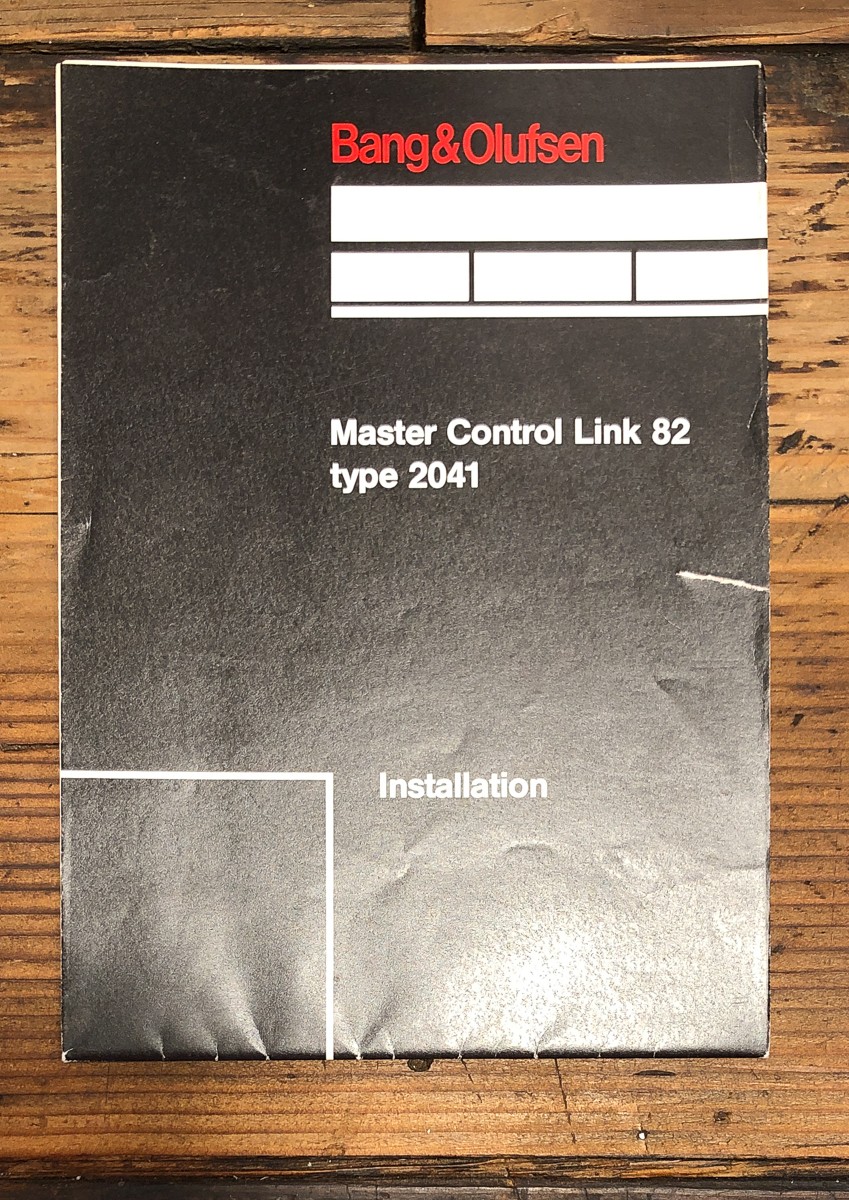 Bang&Olufsen
Master Control Link 82
type 2041
Installation